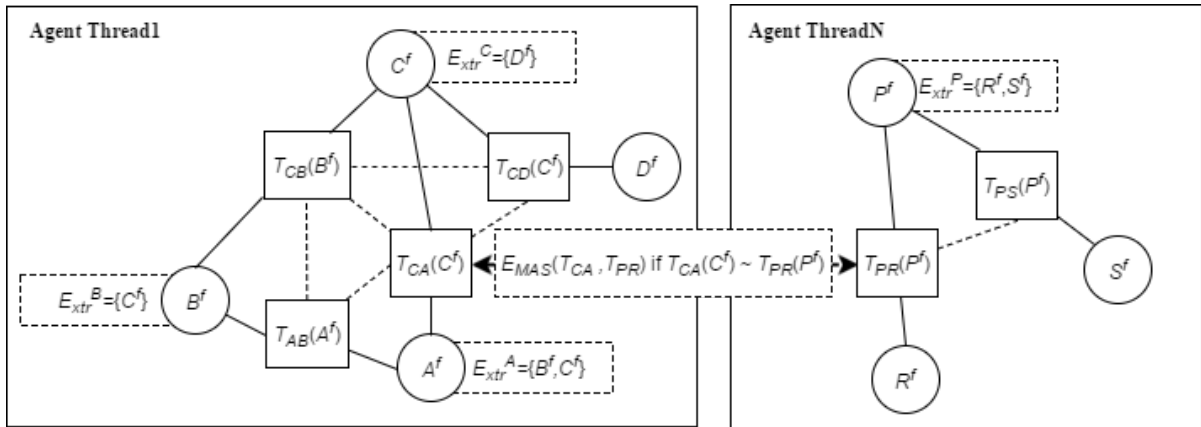 Agent Thread1
C^f
E_xtr^C={D^f}
T_CB(B^f)
T_CD(C^f)
D^f
T_CA(C^f)
E_xtr^B={C^f}
B^f
T_AB(A^f)
A^f
E_xtr^A={B^f,C^f}
E_MAS(T_CA ,T_PR) if T_CA(C^f) ~ T_PR(P^f)
Agent ThreadN
P^f
E_xtr^P={R^f,S^f}
T_PS(P^f)
T_PR(P^f)
S^f
R^f